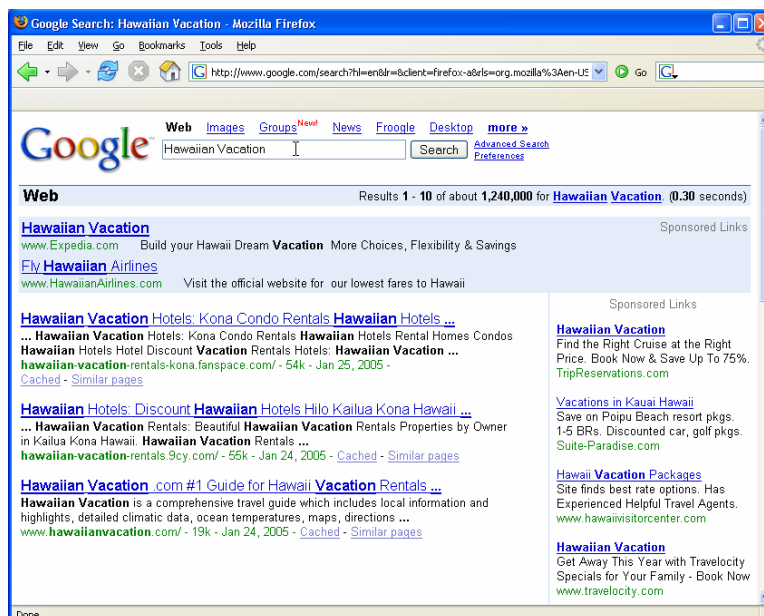 Google Search: Hawaiian Vacation - Mozilla Firefox
File Edit View Go Bookmarks Tools Help
http://www.google.com/search?hl=en&lr=&client=firefox-a&rls=org.mozilla%3Aen-US Go
Google™ Web Images Groups New! News Froogle Desktop more »
Hawaiian Vacation Search Advanced Search
Preferences
Web Results 1 - 10 of about 1,240,000 for Hawaiian Vacation. (0.30 seconds)
Hawaiian Vacation Sponsored Links
www.Expedia.com Build your Hawaii Dream Vacation More Choices, Flexibility & Savings
Fly Hawaiian Airlines
www.HawaiianAirlines.com Visit the official website for our lowest fares to Hawaii
Hawaiian Vacation Hotels: Kona Condo Rentals Hawaiian Hotels ...
... Hawaiian Vacation Hotels: Kona Condo Rentals Hawaiian Hotels Rental Homes Condos
Hawaiian Hotels Hotel Discount Vacation Rentals Hotels: Hawaiian Vacation ...
hawaiian-vacation-rentals-kona.fanspace.com/ - 54k - Jan 25, 2005 -
Cached - Similar pages
Hawaiian Hotels: Discount Hawaiian Hotels Hilo Kailua Kona Hawaii ...
... Hawaiian Vacation Rentals: Beautiful Hawaiian Vacation Rentals Properties by Owner
in Kailua Kona Hawaii. Hawaiian Vacation Rentals ...
hawaiian-vacation-rentals.9cy.com/ - 55k - Jan 24, 2005 - Cached - Similar pages
Hawaiian Vacation .com #1 Guide for Hawaii Vacation Rentals ...
Hawaiian Vacation is a comprehensive travel guide which includes local information and
highlights, detailed climatic data, ocean temperatures, maps, directions ...
www.hawaiianvacation.com/ - 19k - Jan 24, 2005 - Cached - Similar pages
Sponsored Links
Hawaiian Vacation
Find the Right Cruise at the Right
Price. Book Now & Save Up To 75%.
TripReservations.com
Vacations in Kauai Hawaii
Save on Poipu Beach resort pkgs.
1-5 BRs. Discounted car, golf pkgs.
Suite-Paradise.com
Hawaii Vacation Packages
Site finds best rate options. Has
Experienced Helpful Travel Agents.
www.hawaiivisitorcenter.com
Hawaiian Vacation
Get Away This Year with Travelocity
Specials for Your Family - Book Now
www.travelocity.com
Done